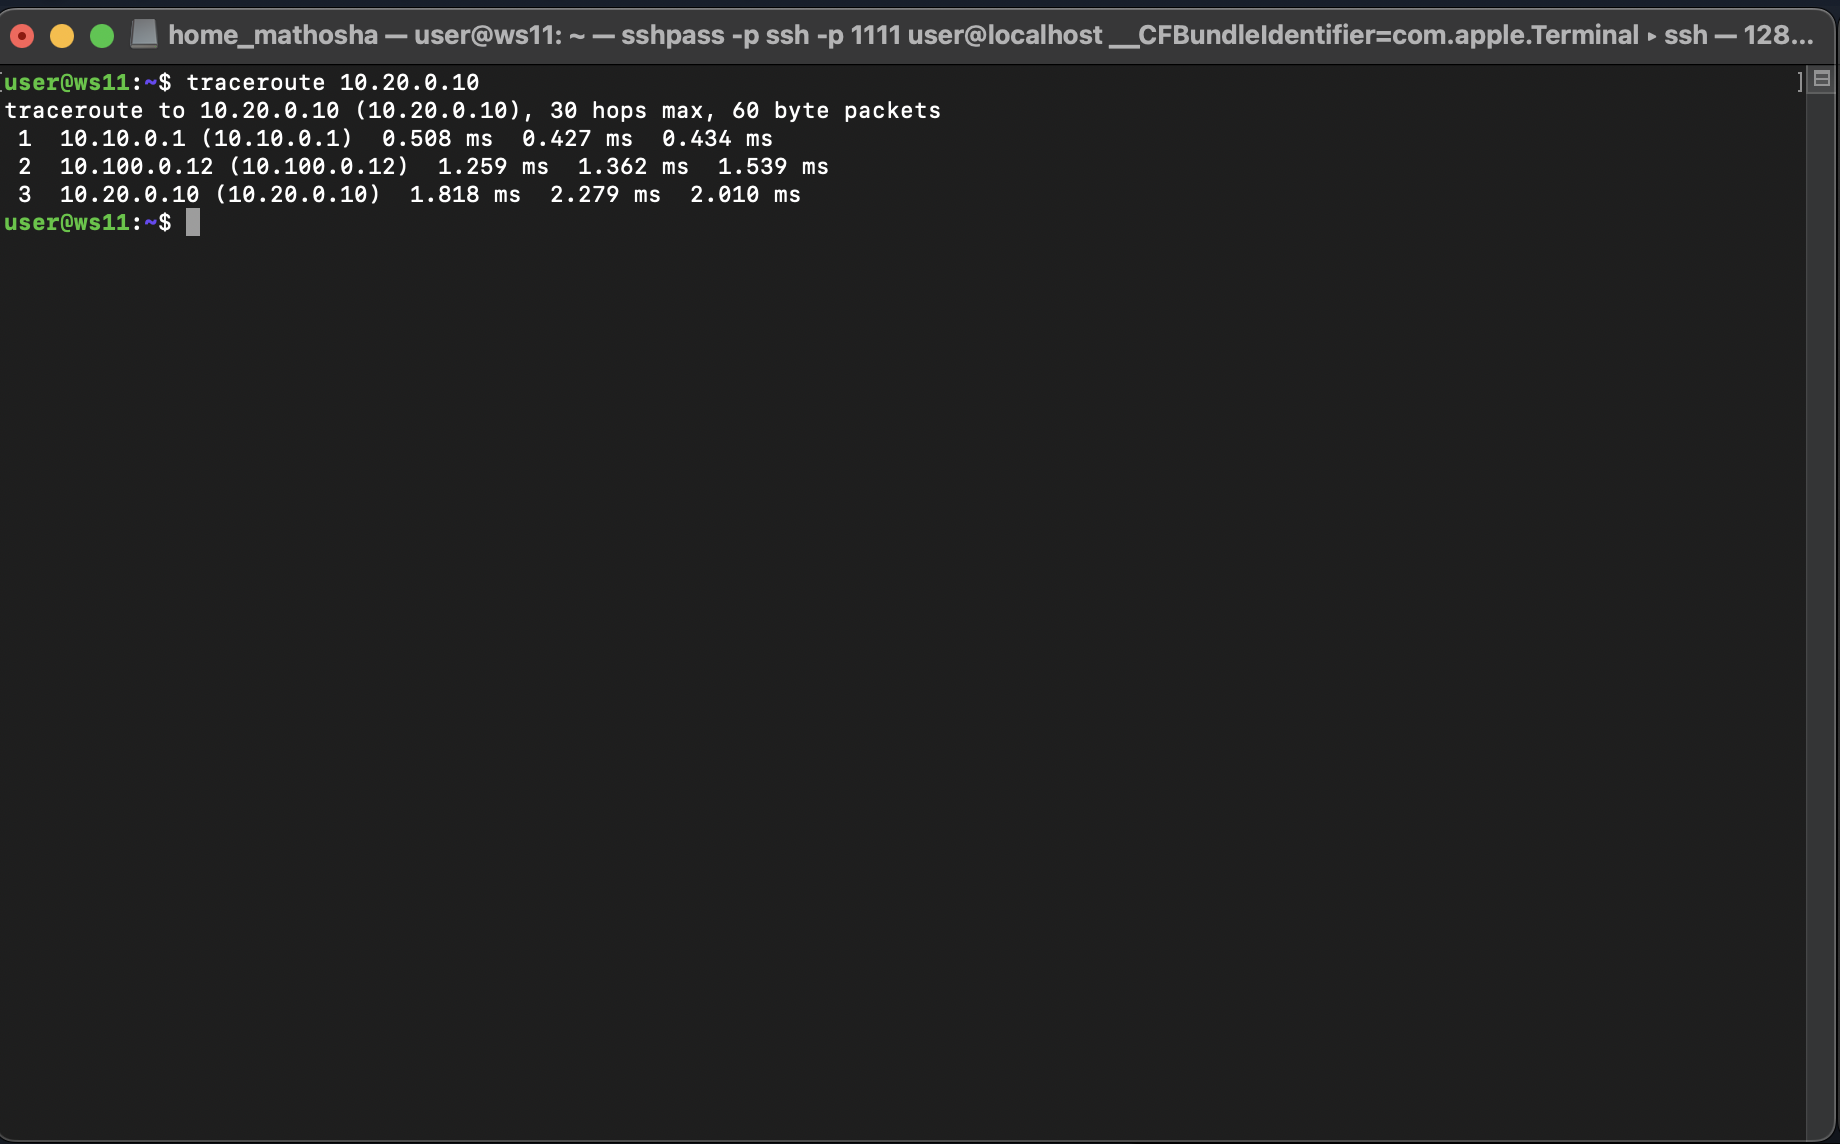 home_mathosha — user@ws11: ~ — sshpass -p ssh -p 1111 user@localhost __CFBundleIdentifier=com.apple.Terminal ▸ ssh — 128...
[user@ws11:~$ traceroute 10.20.0.10 ]
traceroute to 10.20.0.10 (10.20.0.10), 30 hops max, 60 byte packets
 1  10.10.0.1 (10.10.0.1)  0.508 ms  0.427 ms  0.434 ms
 2  10.100.0.12 (10.100.0.12)  1.259 ms  1.362 ms  1.539 ms
 3  10.20.0.10 (10.20.0.10)  1.818 ms  2.279 ms  2.010 ms
user@ws11:~$